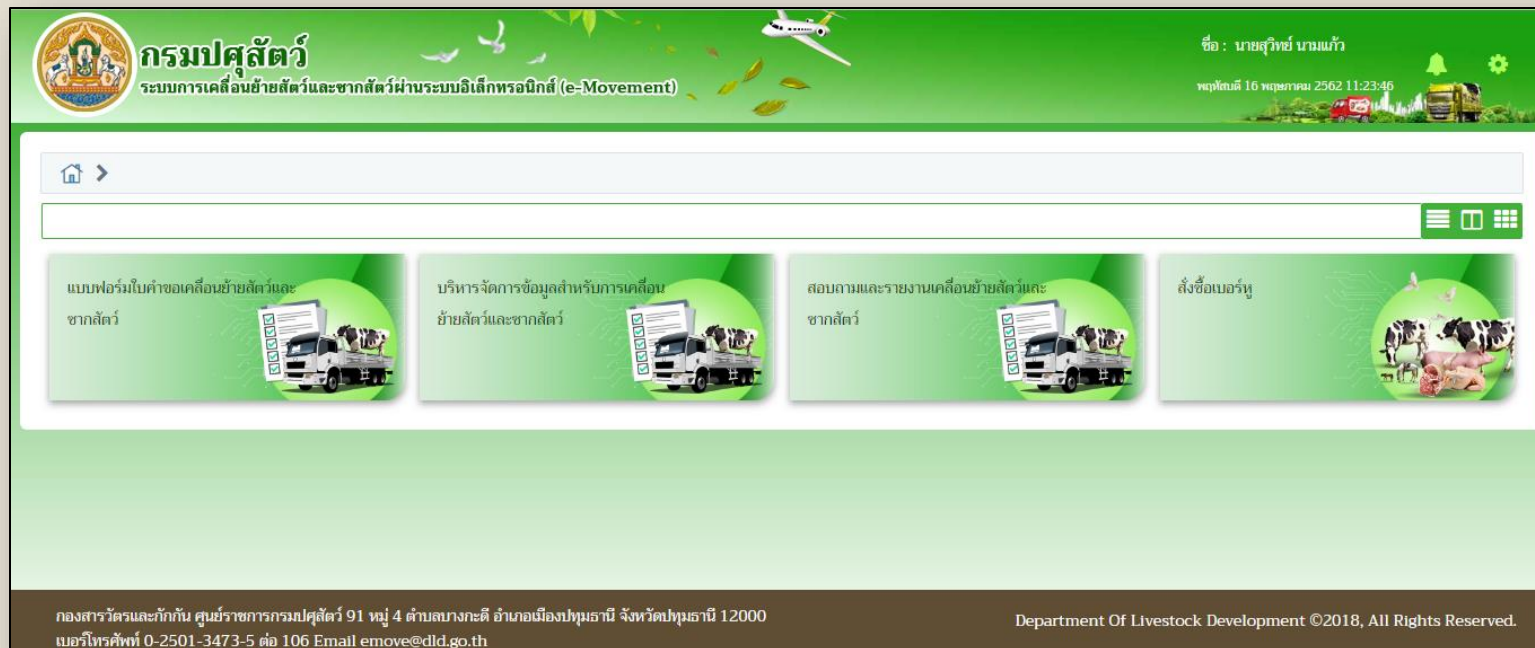 กรมปศุสัตว์
ระบบการเคลื่อนย้ายสัตว์และซากสัตว์ผ่านระบบอิเล็กทรอนิกส์ (e-Movement)
ชื่อ : นายสุวิทย์ นามแก้ว
พฤหัสบดี 16 พฤษภาคม 2562 11:23:46
แบบฟอร์มใบคำขอเคลื่อนย้ายสัตว์และ
ซากสัตว์
บริหารจัดการข้อมูลสำหรับการเคลื่อน
ย้ายสัตว์และซากสัตว์
สอบถามและรายงานเคลื่อนย้ายสัตว์และ
ซากสัตว์
สั่งซื้อเบอร์หู
กองสารวัตรและกักกัน ศูนย์ราชการกรมปศุสัตว์ 91 หมู่ 4 ตำบลบางกะดี อำเภอเมืองปทุมธานี จังหวัดปทุมธานี 12000
เบอร์โทรศัพท์ 0-2501-3473-5 ต่อ 106 Email emove@dld.go.th
Department Of Livestock Development ©2018, All Rights Reserved.